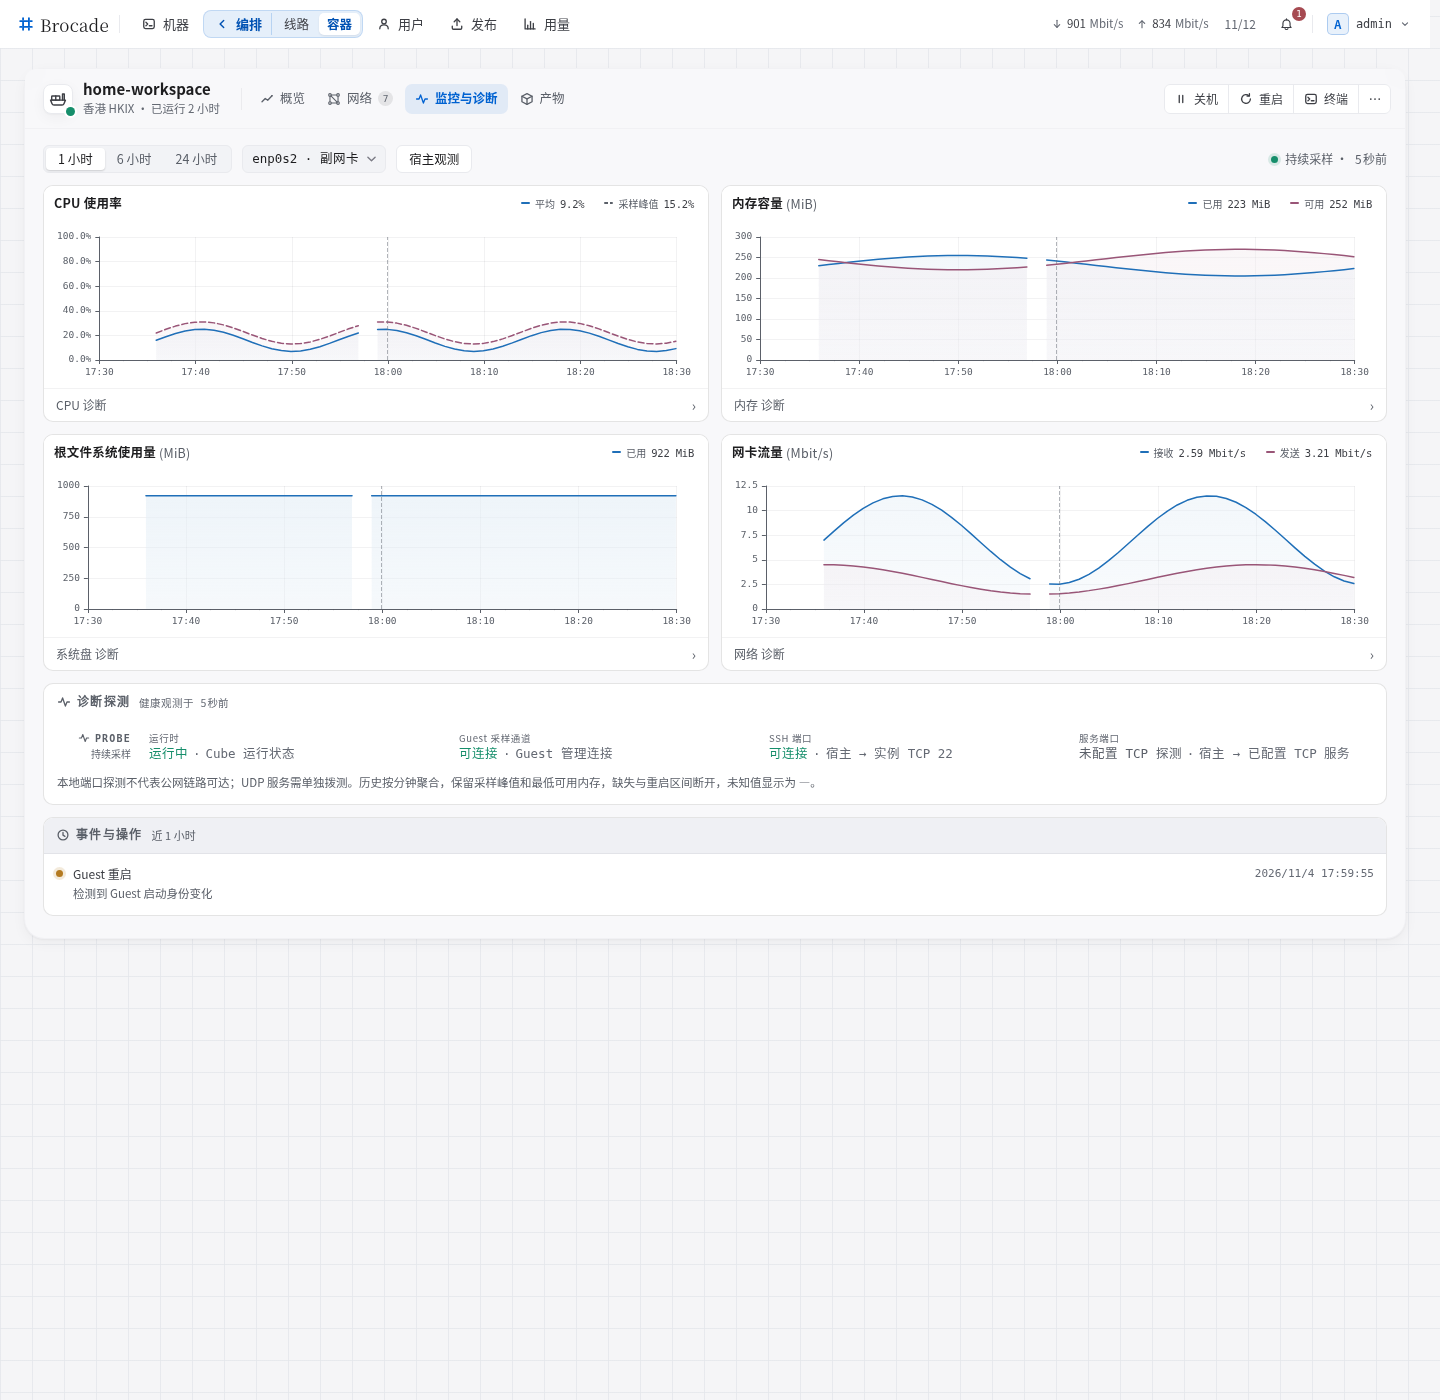 Brocade 机器 编排 线路 容器 用户 发布 用量 ↓ 901 Mbit/s ↑ 834 Mbit/s 11/12 1 A admin
home-workspace
香港 HKIX · 已运行 2 小时
概览 网络 7 监控与诊断 产物 关机 重启 终端 ···
1 小时 6 小时 24 小时 enp0s2 · 副网卡 宿主观测 持续采样 · 5秒前
CPU 使用率 平均 9.2% 采样峰值 15.2%
100.0%
80.0%
60.0%
40.0%
20.0%
0.0%
17:30 17:40 17:50 18:00 18:10 18:20 18:30
CPU 诊断 ›
内存容量 (MiB) 已用 223 MiB 可用 252 MiB
300
250
200
150
100
50
0
17:30 17:40 17:50 18:00 18:10 18:20 18:30
内存 诊断 ›
根文件系统使用量 (MiB) 已用 922 MiB
1000
750
500
250
0
17:30 17:40 17:50 18:00 18:10 18:20 18:30
系统盘 诊断 ›
网卡流量 (Mbit/s) 接收 2.59 Mbit/s 发送 3.21 Mbit/s
12.5
10
7.5
5
2.5
0
17:30 17:40 17:50 18:00 18:10 18:20 18:30
网络 诊断 ›
诊断探测 健康观测于 5秒前
PROBE 运行时 Guest 采样通道 SSH 端口 服务端口
持续采样 运行中 · Cube 运行状态 可连接 · Guest 管理连接 可连接 · 宿主 → 实例 TCP 22 未配置 TCP 探测 · 宿主 → 已配置 TCP 服务
本地端口探测不代表公网链路可达；UDP 服务需单独拨测。历史按分钟聚合，保留采样峰值和最低可用内存，缺失与重启区间断开，未知值显示为 —。
事件与操作 近 1 小时
Guest 重启 2026/11/4 17:59:55
检测到 Guest 启动身份变化